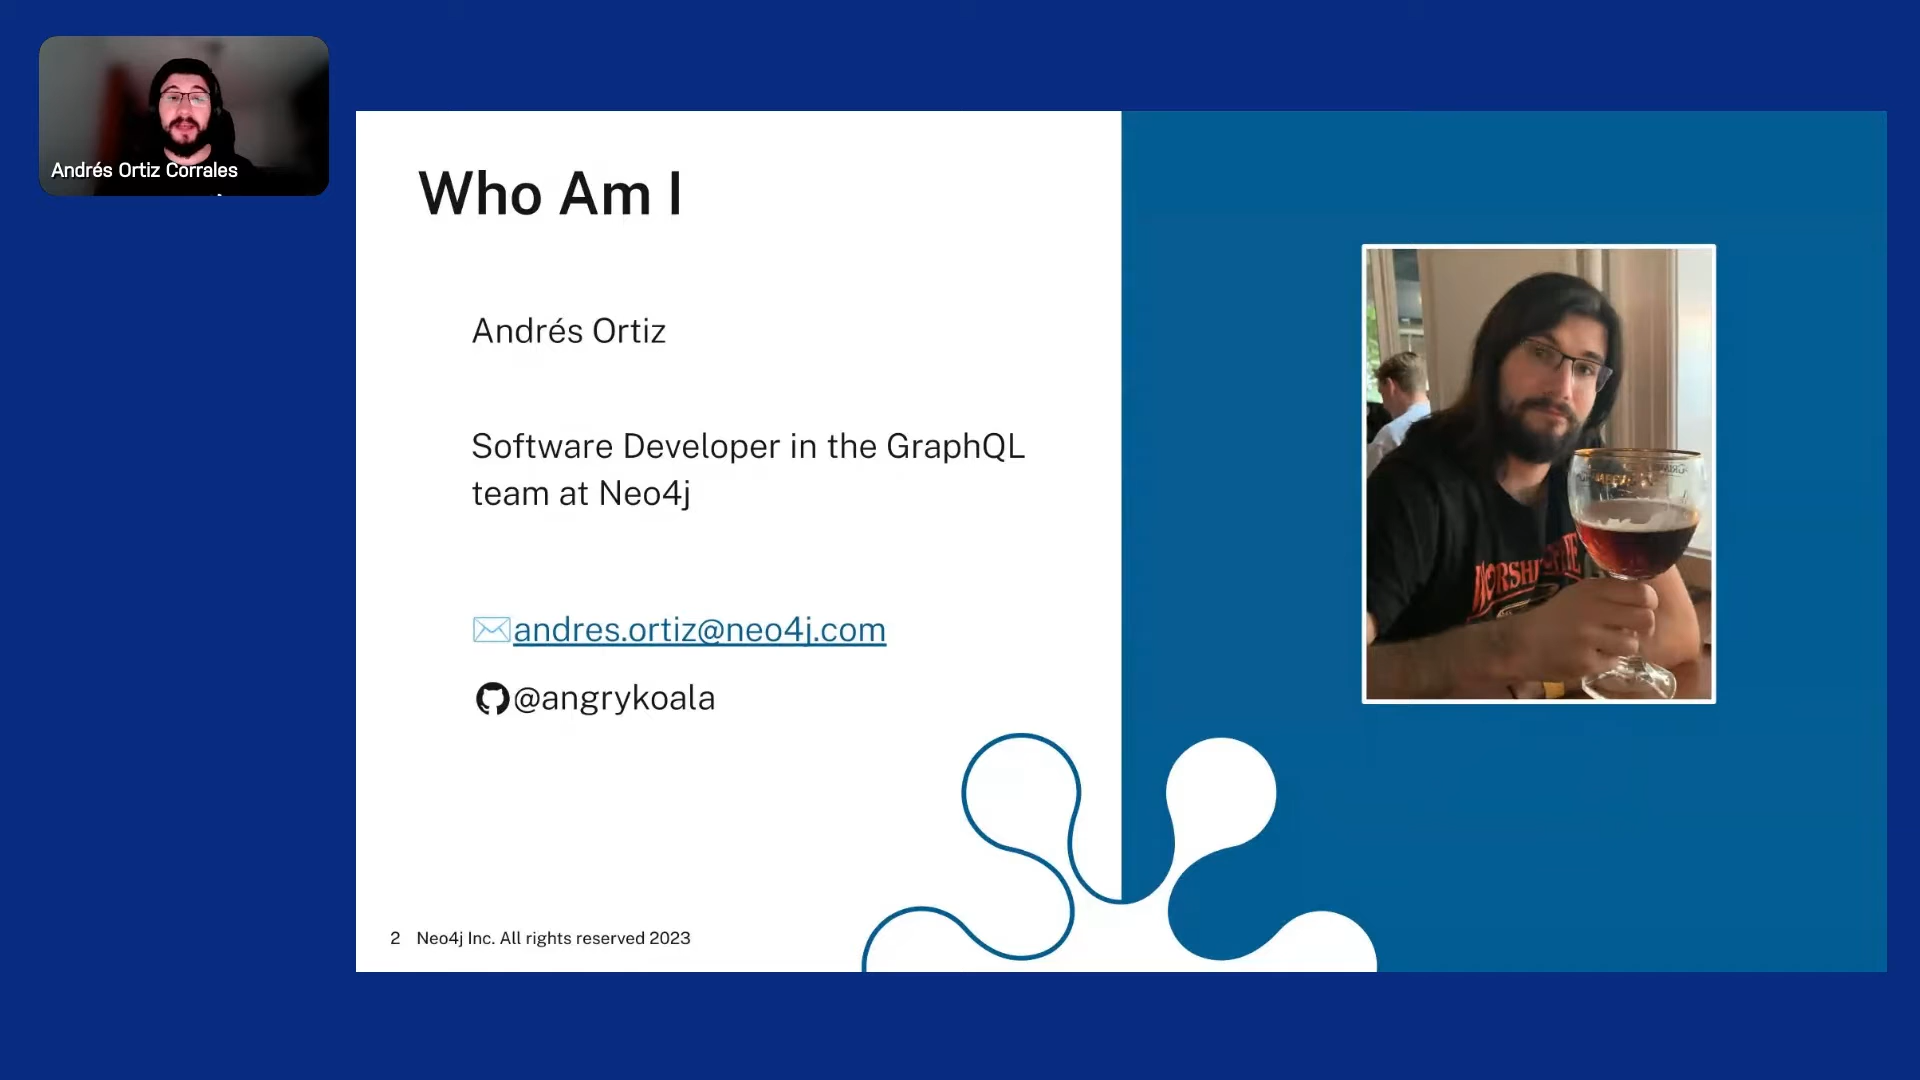 Andrés Ortiz Corrales
Who Am I
Andrés Ortiz
Software Developer in the GraphQL
team at Neo4j
andres.ortiz@neo4j.com
@angrykoala
2 Neo4j Inc. All rights reserved 2023